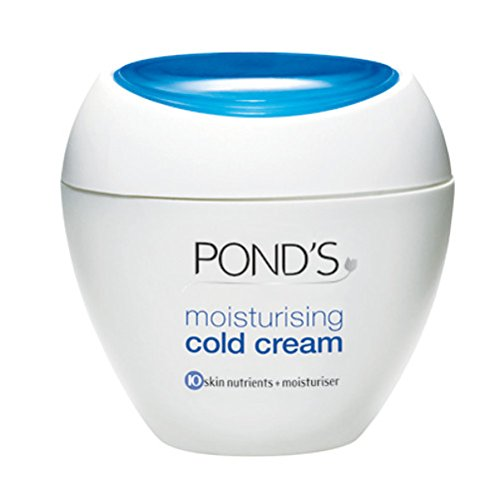 POND'S
moisturising
cold cream
10 skin nutrients + moisturiser